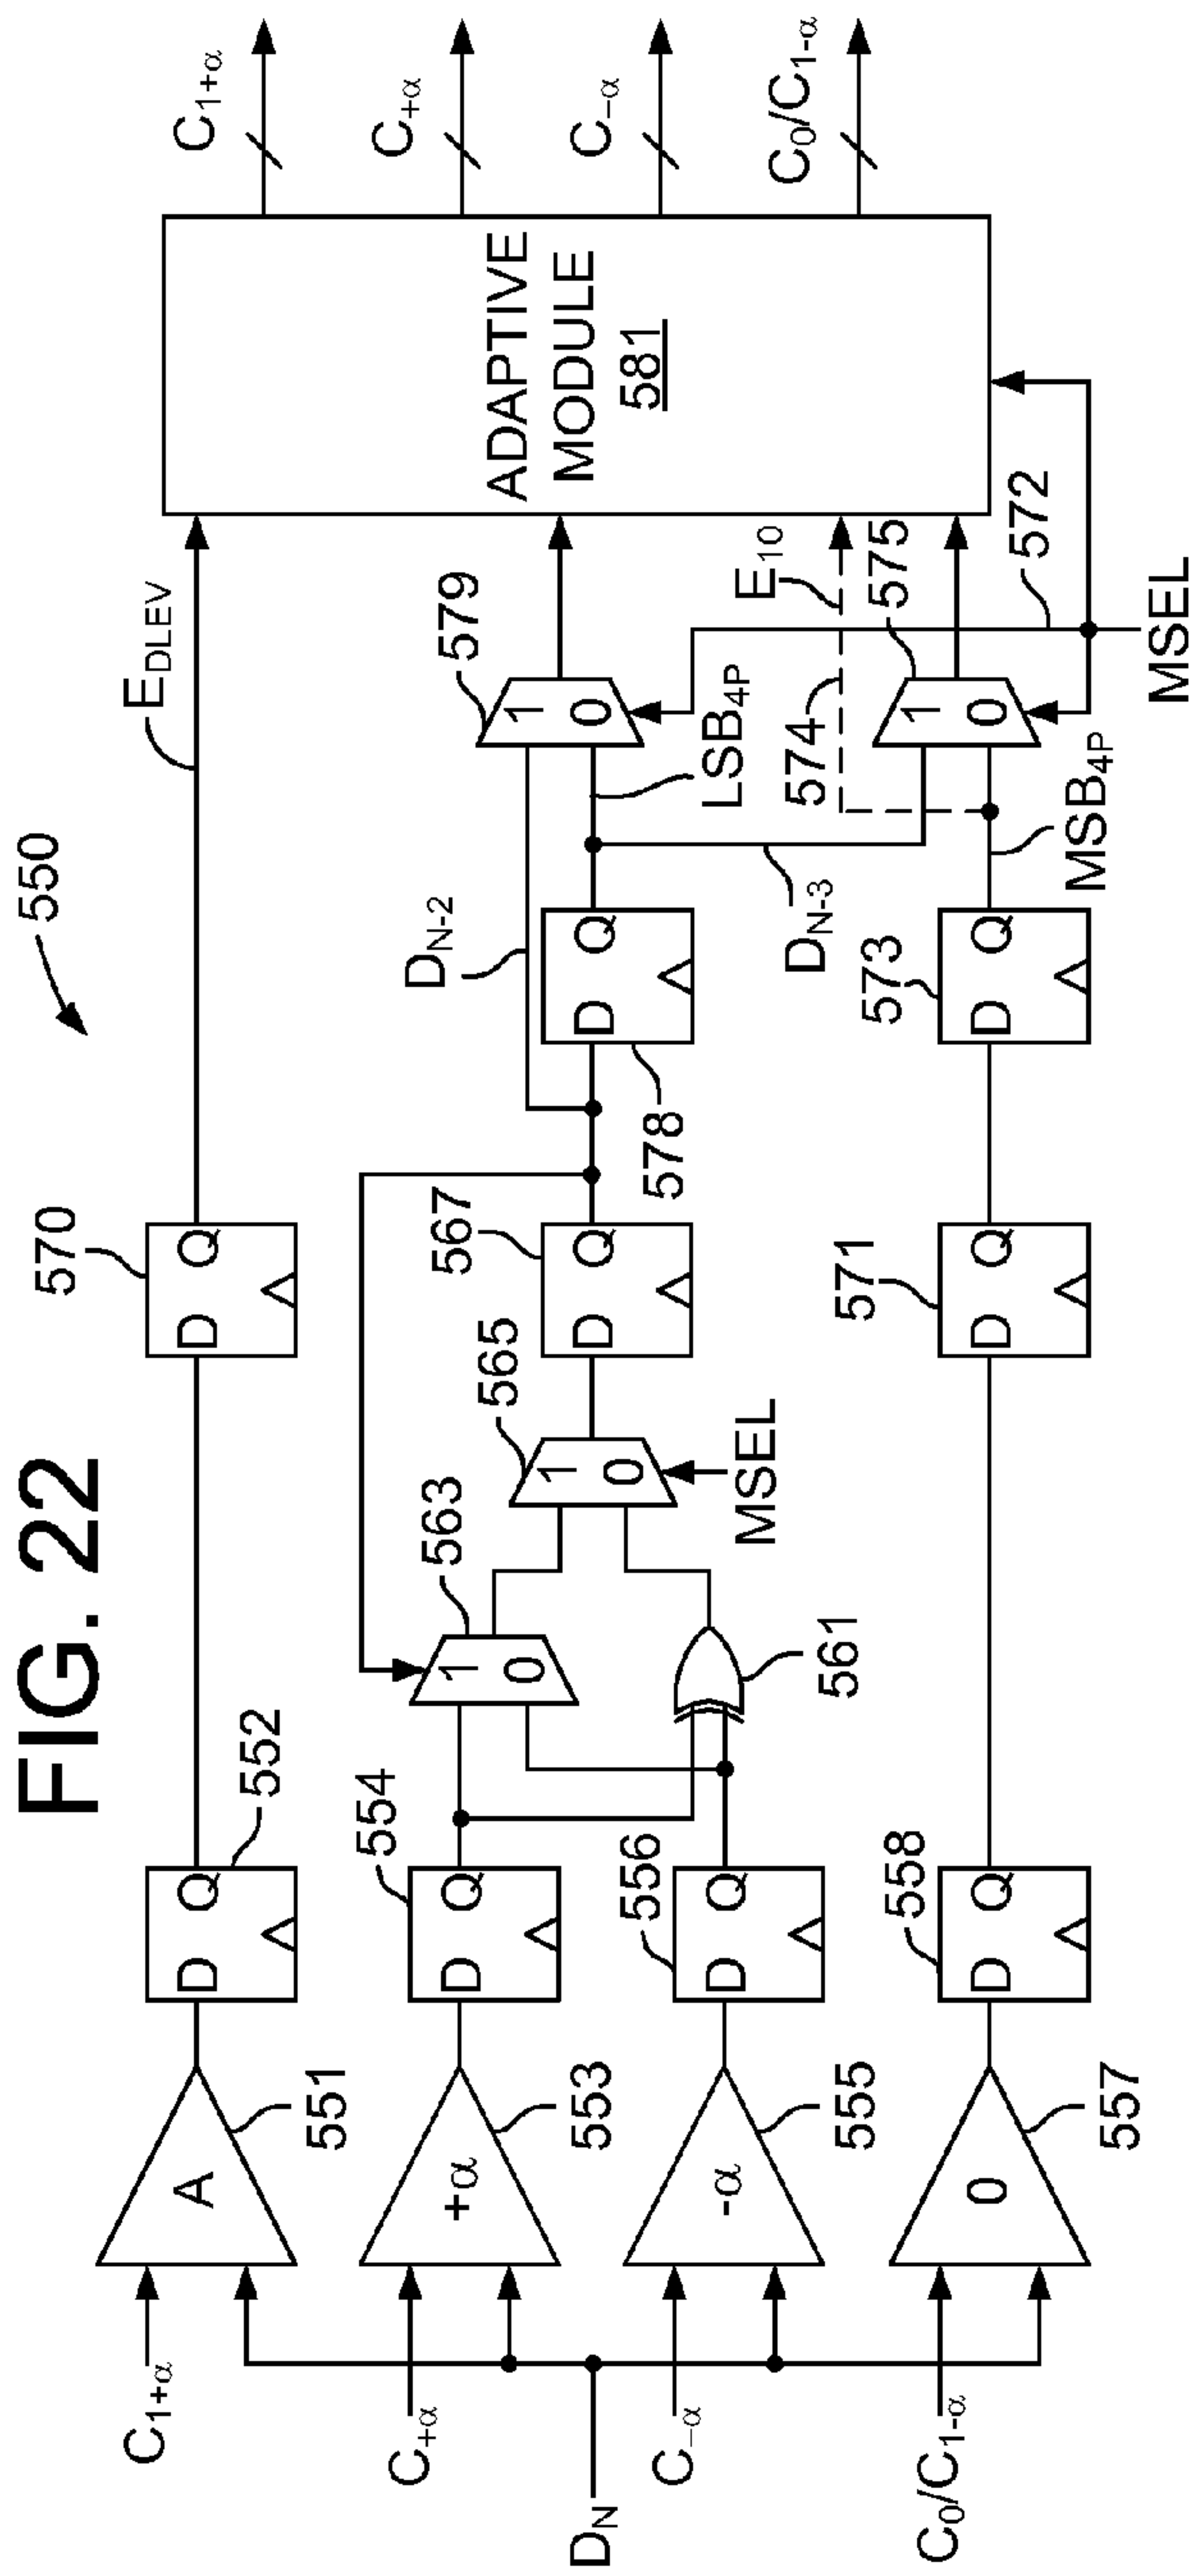 FIG. 22
550
C1+α
A
551
D Q
552
D Q
570
EDLEV
C1+α
C+α
+α
553
D Q
554
1
0
563
1
0
565
MSEL
D Q
567
DN-2
D Q
578
1
0
579
LSB4P
C+α
DN
C–α
-α
555
D Q
556
561
DN-3
ADAPTIVE
MODULE
581
C–α
C0/C1-α
0
557
D Q
558
D Q
571
D Q
573
MSB4P
574
E10
1
0
575
572
MSEL
C0/C1-α